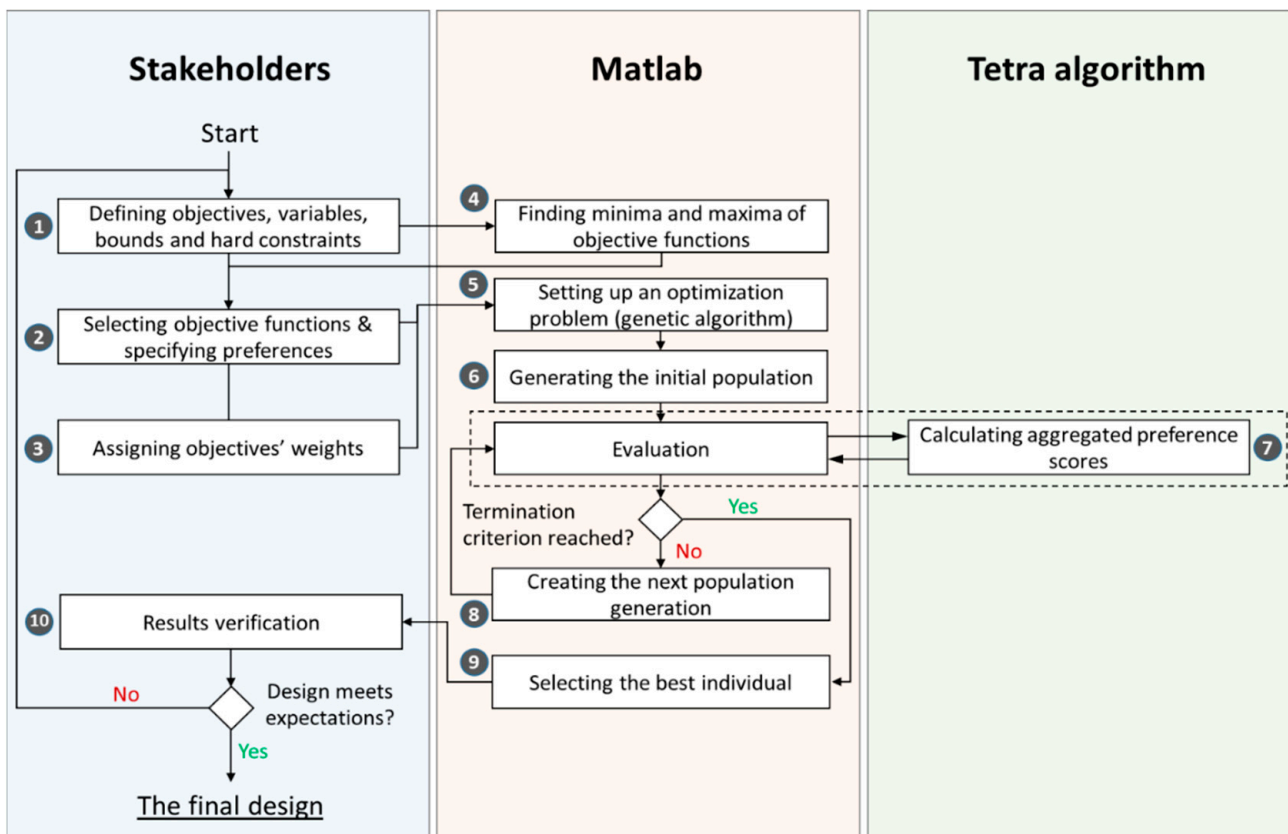 Stakeholders
Start
1
Defining objectives, variables,
bounds and hard constraints
2
Selecting objective functions &
specifying preferences
3
Assigning objectives' weights
10
Results verification
No
Design meets
expectations?
Yes
The final design
Matlab
4
Finding minima and maxima of
objective functions
5
Setting up an optimization
problem (genetic algorithm)
6
Generating the initial population
Evaluation
Termination
criterion reached?
Yes
No
Creating the next population
generation
8
9
Selecting the best individual
Tetra algorithm
Calculating aggregated preference
scores
7